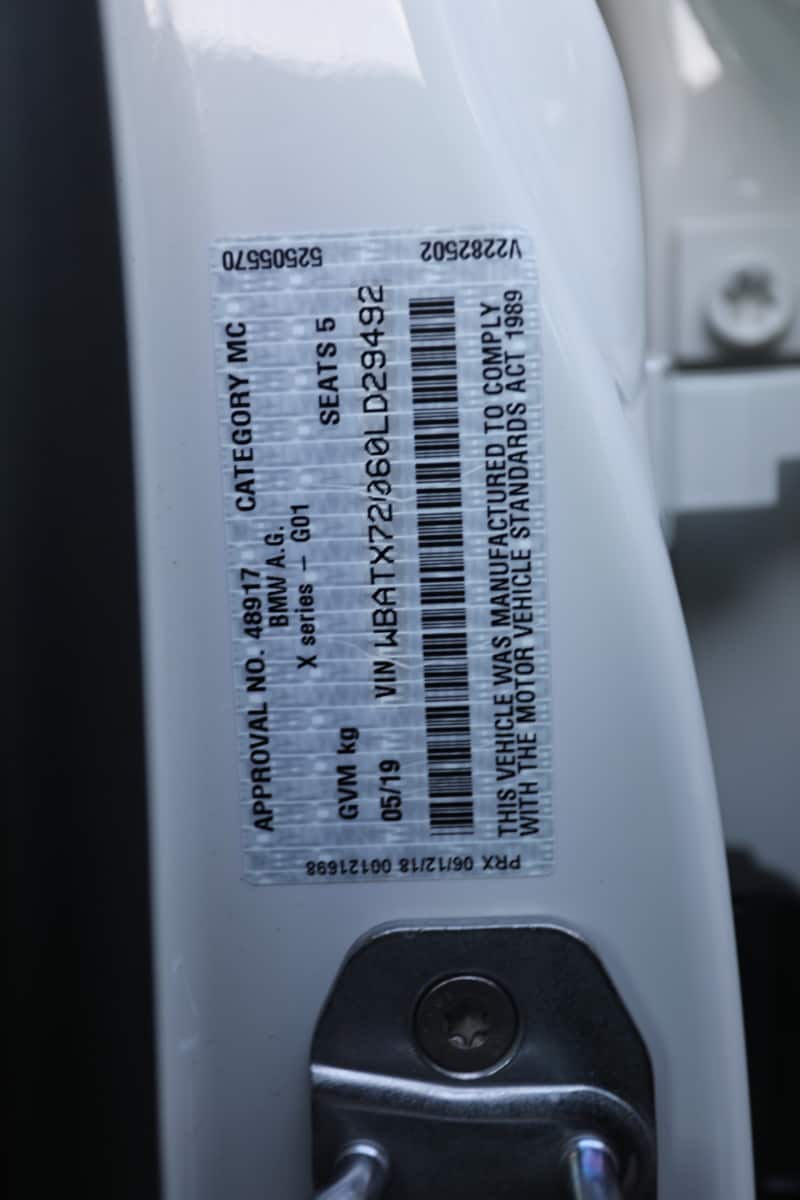 APPROVAL NO. 48917 CATEGORY MC
BMW A.G.
X series – G01
GVM kg SEATS 5
05/19 VIN WBATX72060LD29492
THIS VEHICLE WAS MANUFACTURED TO COMPLY
WITH THE MOTOR VEHICLE STANDARDS ACT 1989
PRX 06/12/18 00121698
V2282502 52505570